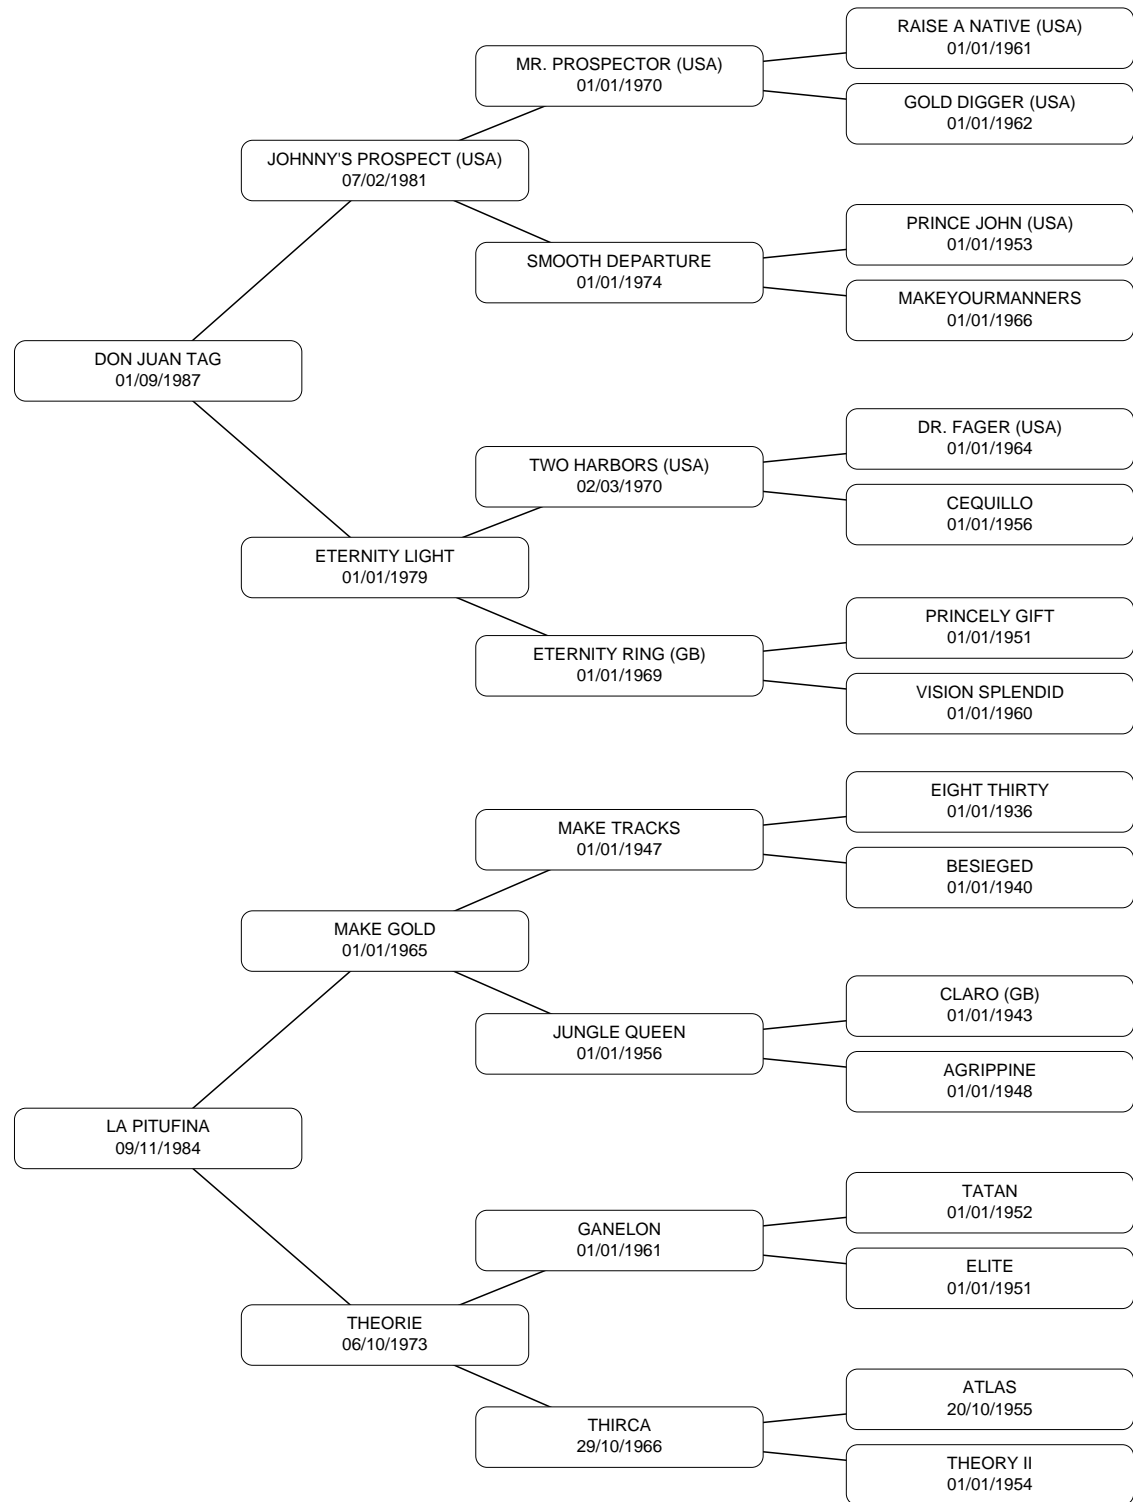 RAISE A NATIVE (USA)
01/01/1961
MR. PROSPECTOR (USA)
01/01/1970
GOLD DIGGER (USA)
01/01/1962
JOHNNY'S PROSPECT (USA)
07/02/1981
PRINCE JOHN (USA)
01/01/1953
SMOOTH DEPARTURE
01/01/1974
MAKEYOURMANNERS
01/01/1966
DON JUAN TAG
01/09/1987
DR. FAGER (USA)
01/01/1964
TWO HARBORS (USA)
02/03/1970
CEQUILLO
01/01/1956
ETERNITY LIGHT
01/01/1979
PRINCELY GIFT
01/01/1951
ETERNITY RING (GB)
01/01/1969
VISION SPLENDID
01/01/1960
EIGHT THIRTY
01/01/1936
MAKE TRACKS
01/01/1947
BESIEGED
01/01/1940
MAKE GOLD
01/01/1965
CLARO (GB)
01/01/1943
JUNGLE QUEEN
01/01/1956
AGRIPPINE
01/01/1948
LA PITUFINA
09/11/1984
TATAN
01/01/1952
GANELON
01/01/1961
ELITE
01/01/1951
THEORIE
06/10/1973
ATLAS
20/10/1955
THIRCA
29/10/1966
THEORY II
01/01/1954